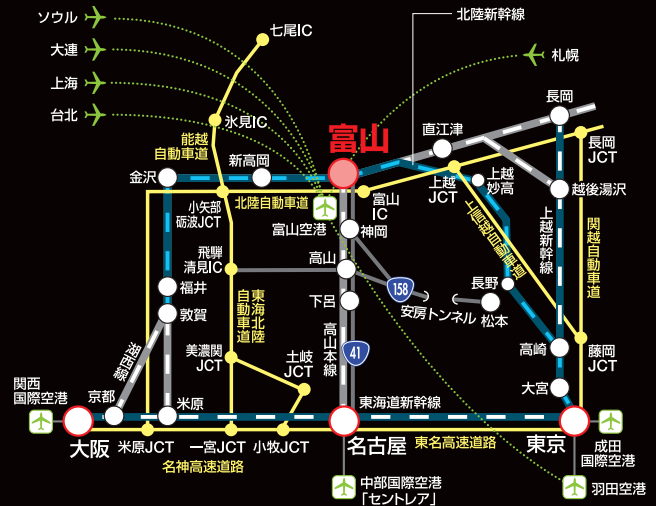 ソウル
大連
上海
台北
七尾IC
北陸新幹線
札幌
氷見IC
能越
自動車道
富山
直江津
長岡
長岡
JCT
金沢
新高岡
上越
JCT
上越
妙高
越後湯沢
小矢部
砺波JCT
北陸自動車道
富山空港
富山
IC
神岡
上信越自動車道
上越新幹線
関越自動車道
飛騨
清見IC
高山
158
安房トンネル
松本
長野
福井
敦賀
東海北陸
自動車道
下呂
高山本線
41
湖西線
美濃関
JCT
土岐
JCT
高崎
藤岡
JCT
大宮
関西
国際空港
京都
米原
東海道新幹線
大阪
米原JCT
一宮JCT
小牧JCT
名古屋
東名高速道路
東京
成田
国際空港
名神高速道路
中部国際空港
「セントレア」
羽田空港